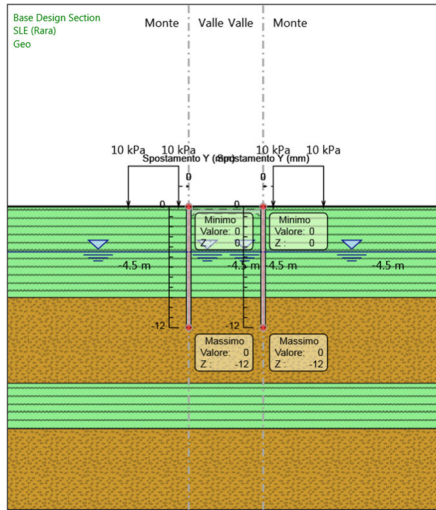 Base Design Section
SLE (Rara)
Geo
Monte
Valle Valle
Monte
10 kPa
10 kPa
10 kPa
10 kPa
Spostamento Y (mm)
Spostamento Y (mm)
0
0
0
0
Minimo
Valore: 0
Z : 0
Minimo
Valore: 0
Z : 0
-4.5 m
-4.5 m
-4.5 m
-4.5 m
-12
-12
Massimo
Valore: 0
Z : -12
Massimo
Valore: 0
Z : -12